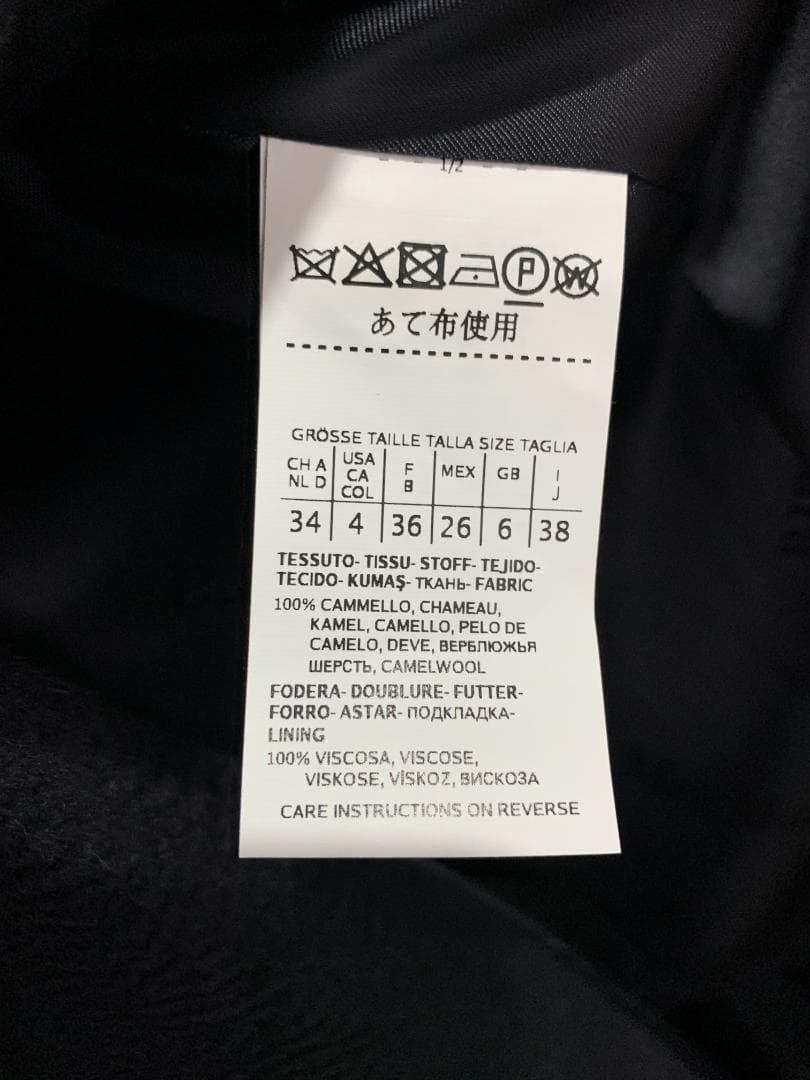 1/2
P W
あて布使用
GRÖSSE TAILLE TALLA SIZE TAGLIA
CH A NL D USA CA COL F B MEX GB I J
34 4 36 26 6 38
TESSUTO- TISSU- STOFF- TEJIDO-
TECIDO- KUMAŞ- ТКАНЬ- FABRIC
100% CAMMELLO, CHAMEAU,
KAMEL, CAMELLO, PELO DE
CAMELO, DEVE, ВЕРБЛЮЖЬЯ
ШЕРСТЬ, CAMELWOOL
FODERA- DOUBLURE- FUTTER-
FORRO- ASTAR- ПОДКЛАДКА-
LINING
100% VISCOSA, VISCOSE,
VISKOSE, VİSKOZ, ВИСКОЗА
CARE INSTRUCTIONS ON REVERSE